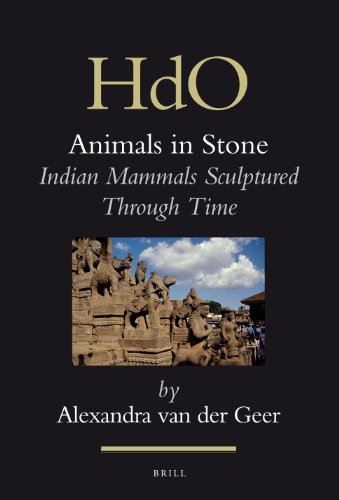 HdO
Animals in Stone
Indian Mammals Sculptured
Through Time
by
Alexandra van der Geer
BRILL